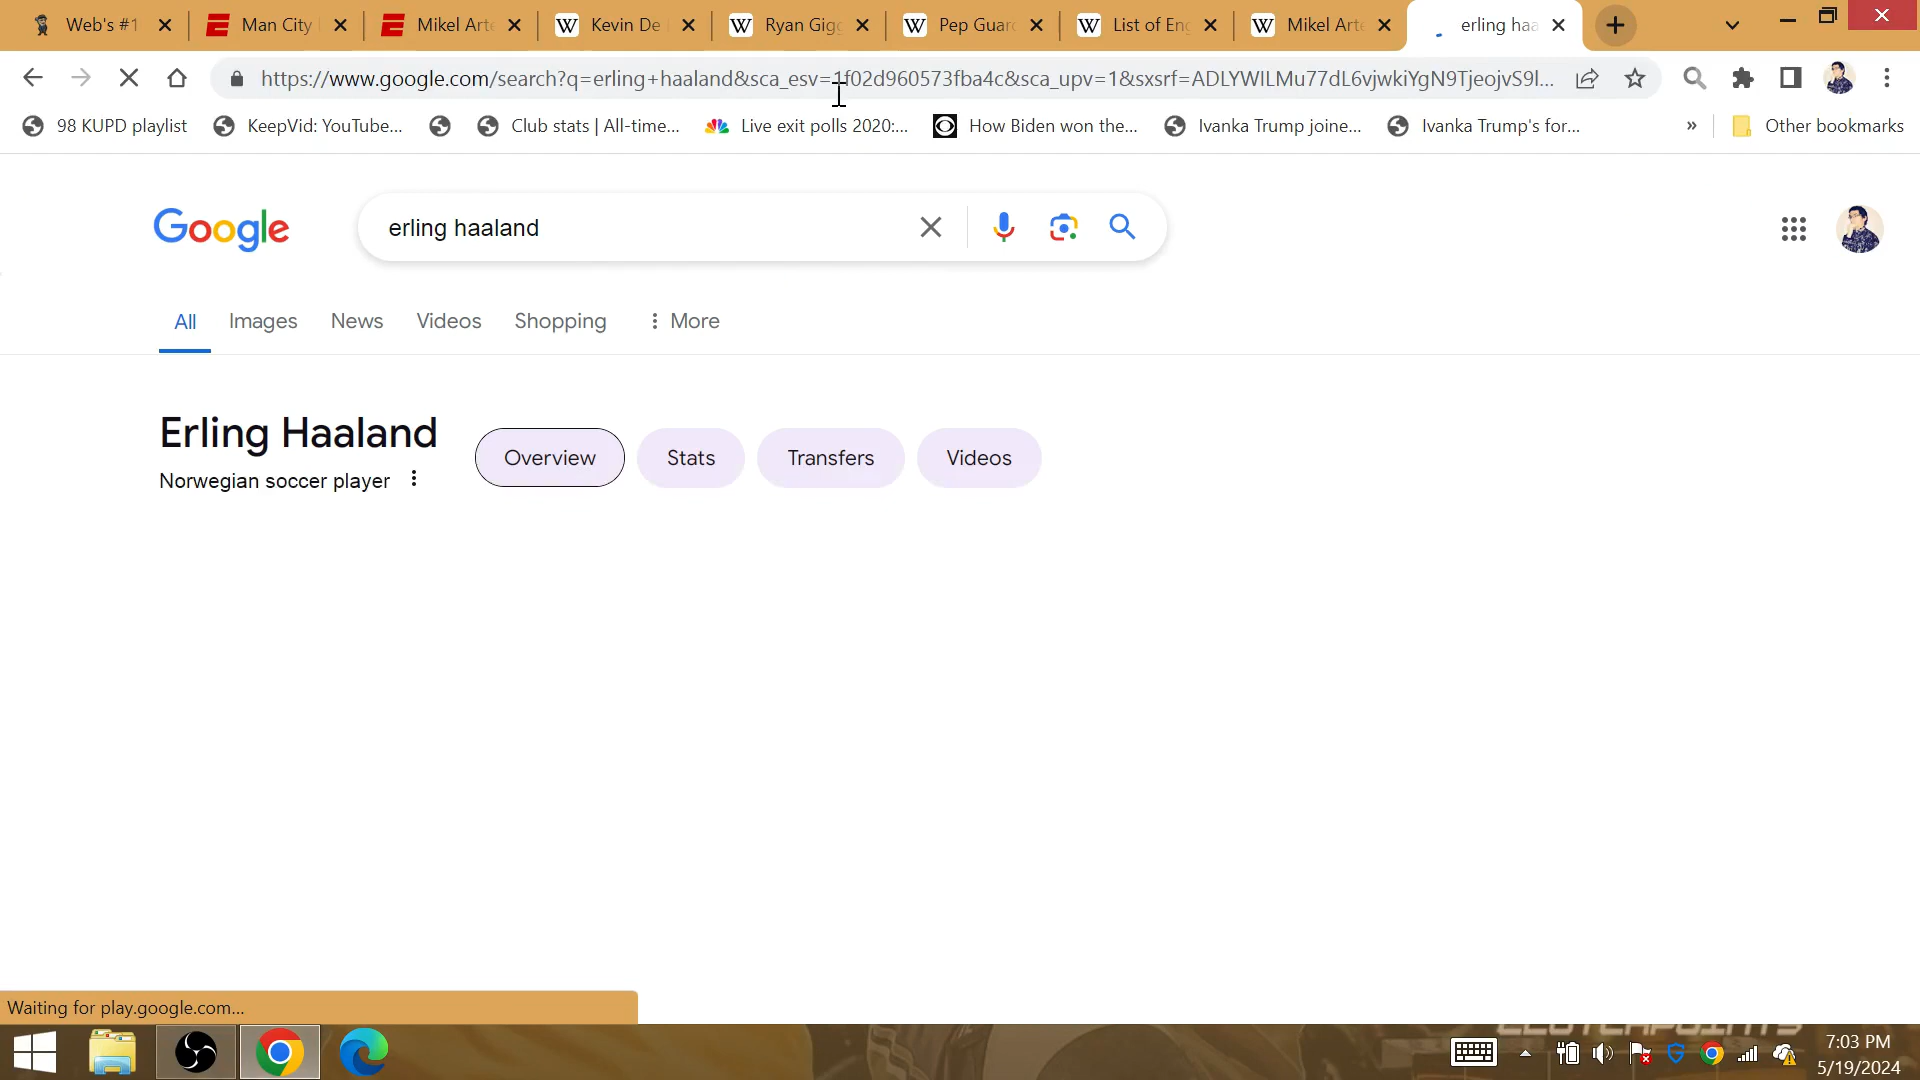 Web's #1
Man City
Mikel Arte
Kevin De
Ryan Gigg
Pep Guar
List of Eng
Mikel Arte
erling haa
https://www.google.com/search?q=erling+haaland&sca_esv=1f02d960573fba4c&sca_upv=1&sxsrf=ADLYWILMu77dL6vjwkiYgN9TjeojvS9l...
98 KUPD playlist
KeepVid: YouTube...
Club stats | All-time...
Live exit polls 2020:...
How Biden won the...
Ivanka Trump joine...
Ivanka Trump's for...
»
Other bookmarks
Google
erling haaland
All
Images
News
Videos
Shopping
More
Erling Haaland
Norwegian soccer player
Overview
Stats
Transfers
Videos
Waiting for play.google.com...
CLUTCHPOINTS
7:03 PM
5/19/2024